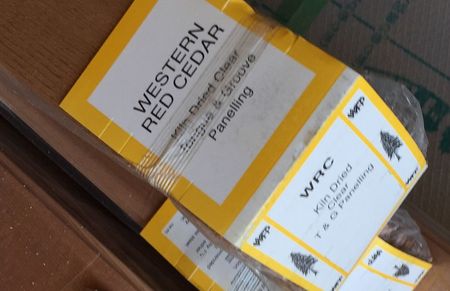 WESTERN
RED CEDAR
Kiln Dried Clear
Tongue & Groove
Panelling
WRC
Kiln Dried
Clear
T & G Panelling